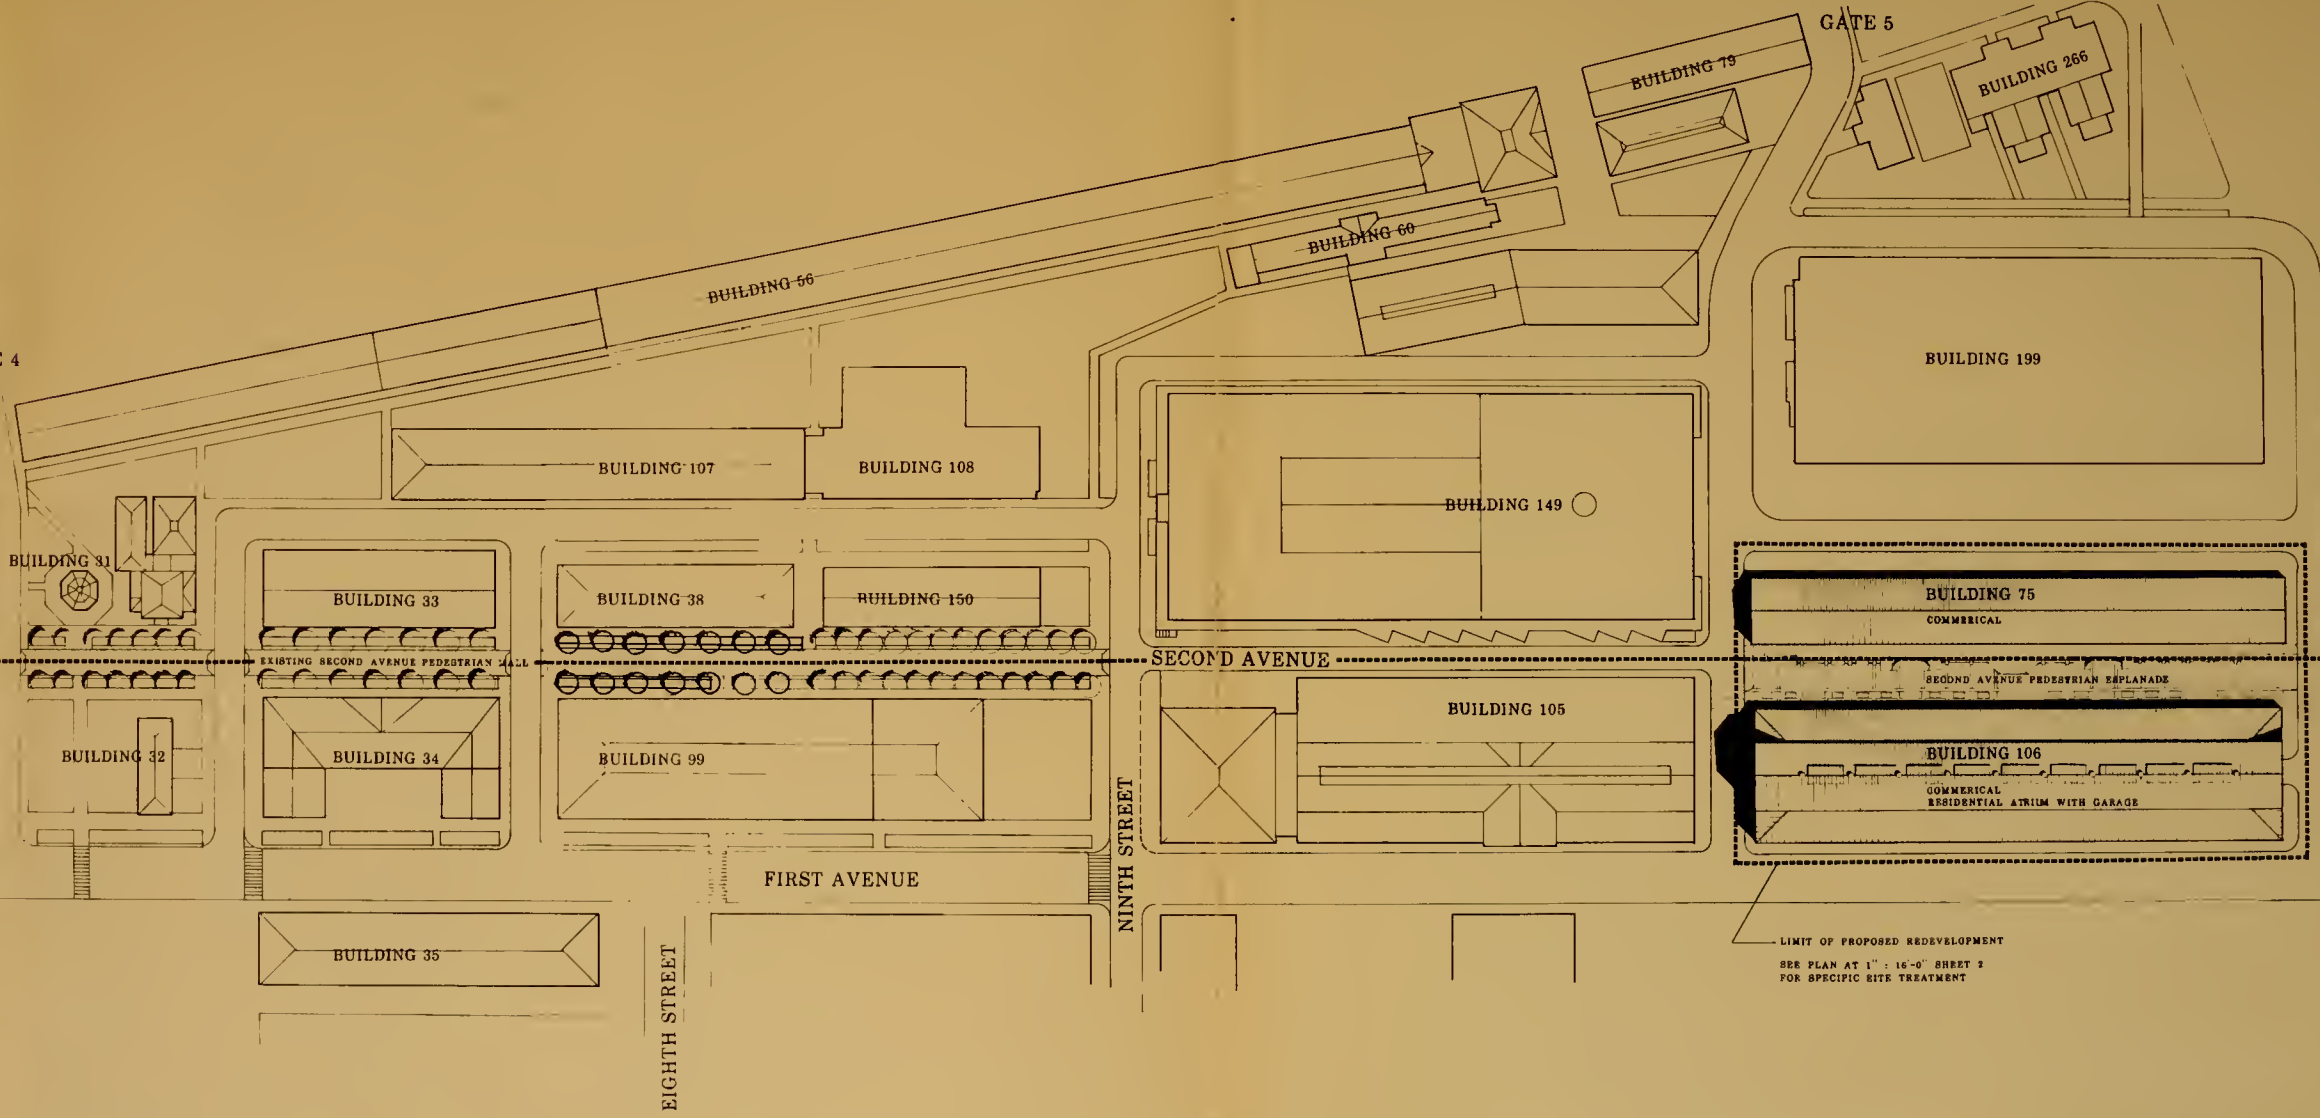 GATE 5
BUILDING 79
BUILDING 266
BUILDING 60
BUILDING 56
4
BUILDING 199
BUILDING 107
BUILDING 108
BUILDING 149
BUILDING 31
BUILDING 33
BUILDING 38
BUILDING 150
BUILDING 75
COMMERICAL
EXISTING SECOND AVENUE PEDESTRIAN MALL
SECOND AVENUE
SECOND AVENUE PEDESTRIAN ESPLANADE
BUILDING 32
BUILDING 34
BUILDING 99
BUILDING 105
BUILDING 106
COMMERICAL
RESIDENTIAL ATRIUM WITH GARAGE
FIRST AVENUE
NINTH STREET
BUILDING 35
EIGHTH STREET
LIMIT OF PROPOSED REDEVELOPMENT
SEE PLAN AT 1" : 16'-0" SHEET 2
FOR SPECIFIC SITE TREATMENT